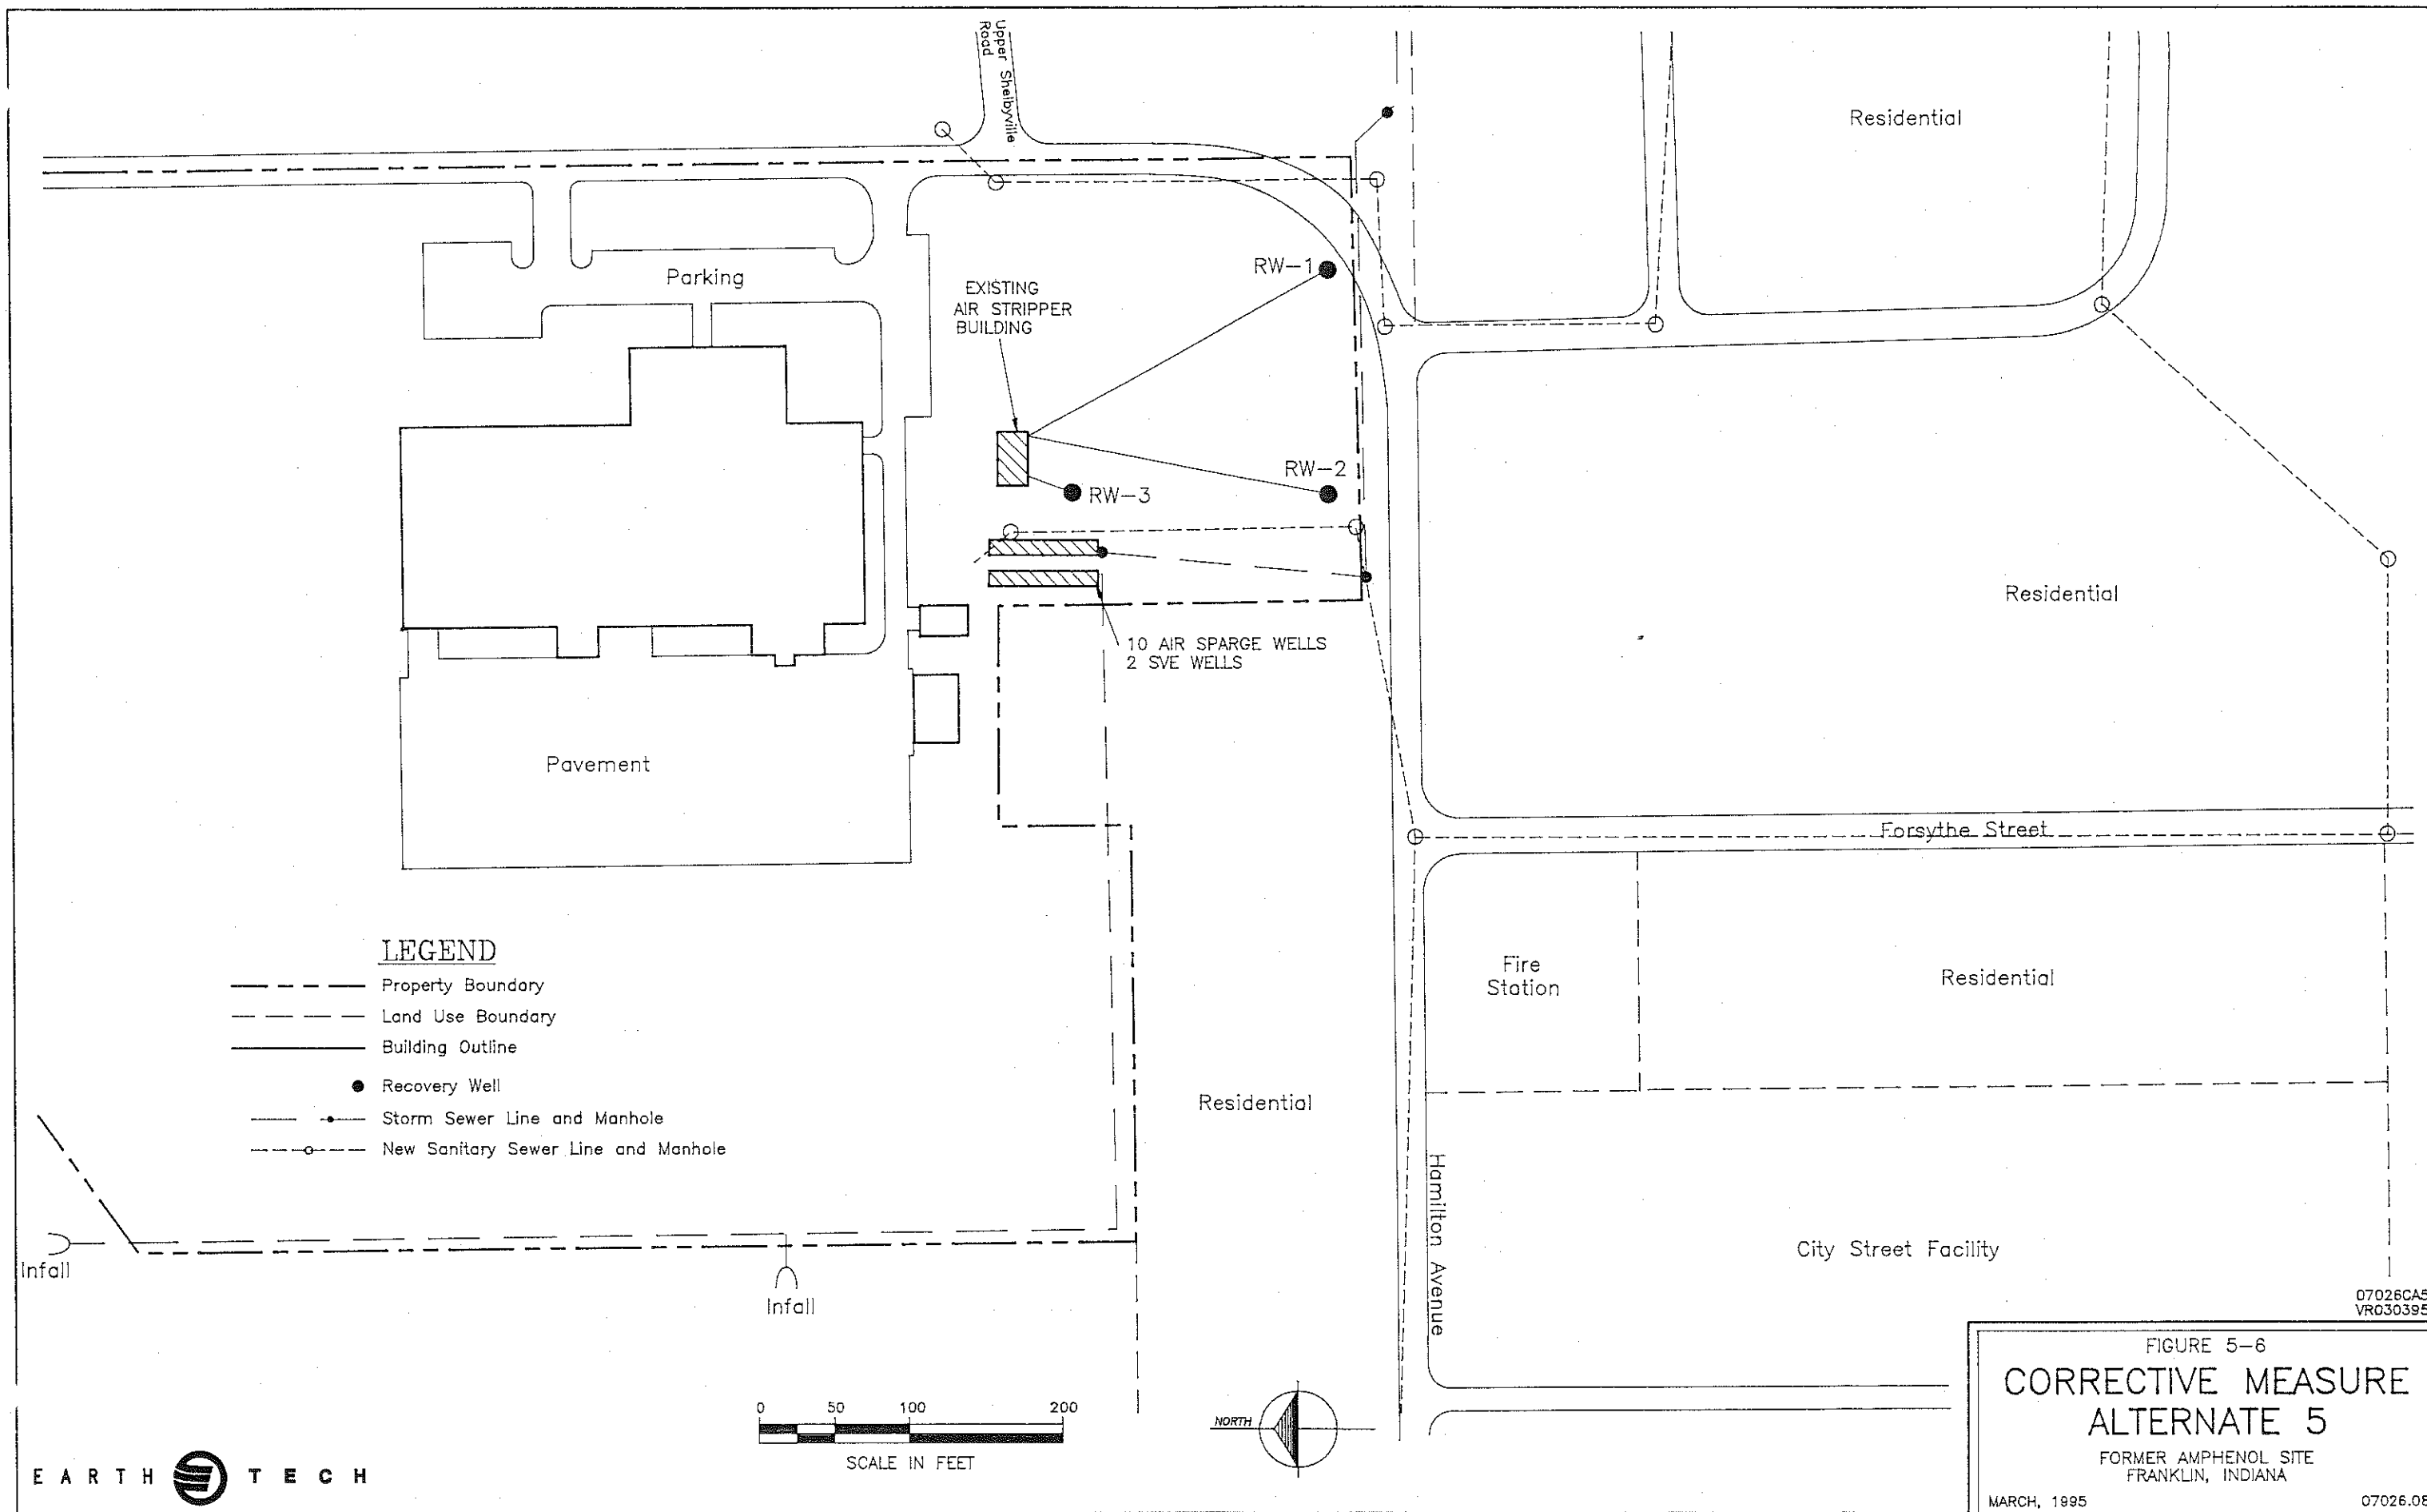 Upper Shelbyville
Road
Residential
Parking
RW-1
EXISTING
AIR STRIPPER
BUILDING
RW-2
RW-3
Residential
10 AIR SPARGE WELLS
2 SVE WELLS
Pavement
Forsythe Street
LEGEND
Property Boundary
Land Use Boundary
Building Outline
Recovery Well
Storm Sewer Line and Manhole
New Sanitary Sewer Line and Manhole
Fire
Station
Residential
Residential
Hamilton Avenue
City Street Facility
Infall
Infall
07026CA5
VR030395
0 50 100 200
SCALE IN FEET
NORTH
EARTH TECH
FIGURE 5-6
CORRECTIVE MEASURE
ALTERNATE 5
FORMER AMPHENOL SITE
FRANKLIN, INDIANA
MARCH, 1995
07026.08